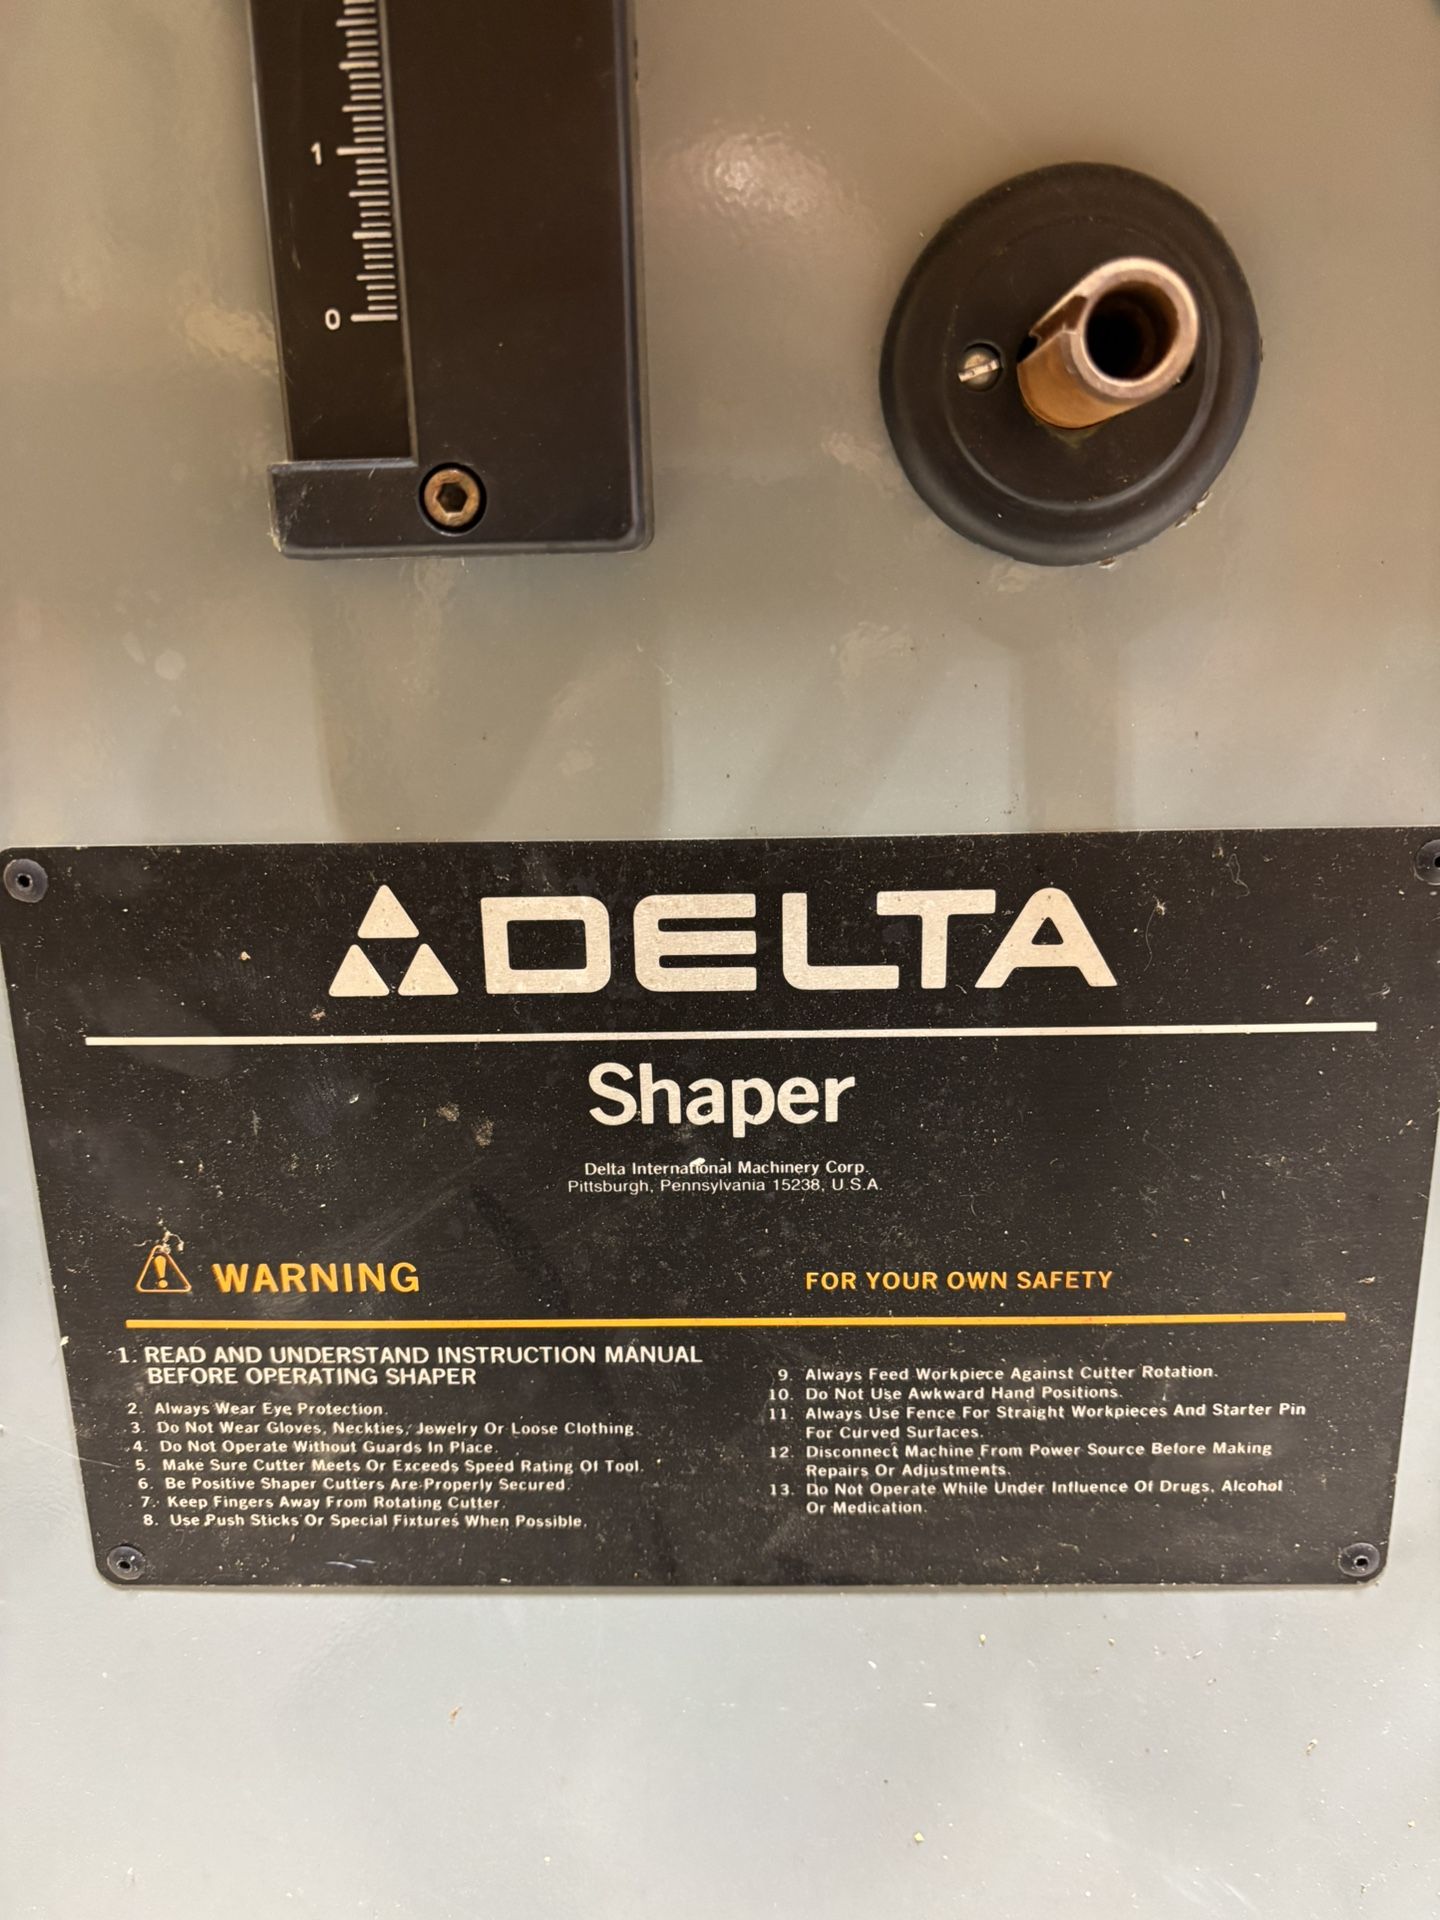 1
0
DELTA
Shaper
Delta International Machinery Corp.
Pittsburgh, Pennsylvania 15238, U.S.A.
WARNING
FOR YOUR OWN SAFETY
1. READ AND UNDERSTAND INSTRUCTION MANUAL
BEFORE OPERATING SHAPER
2. Always Wear Eye Protection.
3. Do Not Wear Gloves, Neckties, Jewelry Or Loose Clothing
4. Do Not Operate Without Guards In Place.
5. Make Sure Cutter Meets Or Exceeds Speed Rating Of Tool.
6. Be Positive Shaper Cutters Are Properly Secured.
7. Keep Fingers Away From Rotating Cutter.
8. Use Push Sticks Or Special Fixtures When Possible.
9. Always Feed Workpiece Against Cutter Rotation.
10. Do Not Use Awkward Hand Positions.
11. Always Use Fence For Straight Workpieces And Starter Pin
For Curved Surfaces.
12. Disconnect Machine From Power Source Before Making
Repairs Or Adjustments.
13. Do Not Operate While Under Influence Of Drugs, Alcohol
Or Medication.